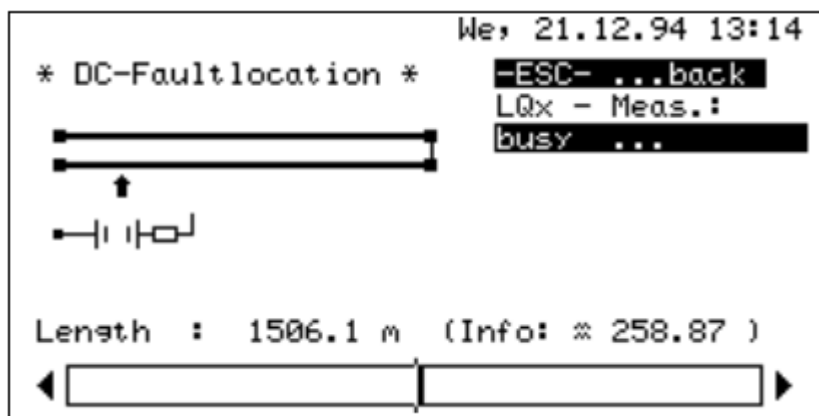 We, 21.12.94 13:14
* DC-Faultlocation *
-ESC- ...back
LQx - Meas.:
busy ...
Length : 1506.1 m (Info: ≈ 258.87 )